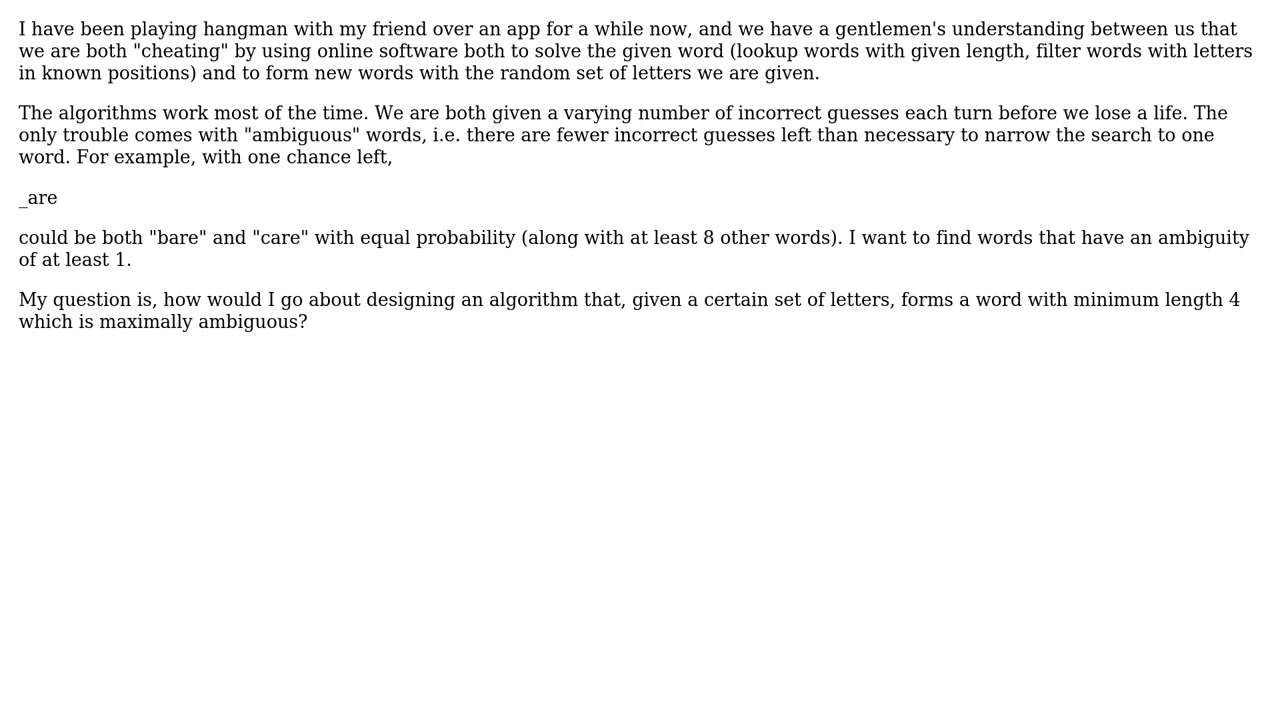 I have been playing hangman with my friend over an app for a while now, and we have a gentlemen's understanding between us that
we are both "cheating" by using online software both to solve the given word (lookup words with given length, filter words with letters
in known positions) and to form new words with the random set of letters we are given.
The algorithms work most of the time. We are both given a varying number of incorrect guesses each turn before we lose a life. The
only trouble comes with "ambiguous" words, i.e. there are fewer incorrect guesses left than necessary to narrow the search to one
word. For example, with one chance left,
_are
could be both "bare" and "care" with equal probability (along with at least 8 other words). I want to find words that have an ambiguity
of at least 1.
My question is, how would I go about designing an algorithm that, given a certain set of letters, forms a word with minimum length 4
which is maximally ambiguous?